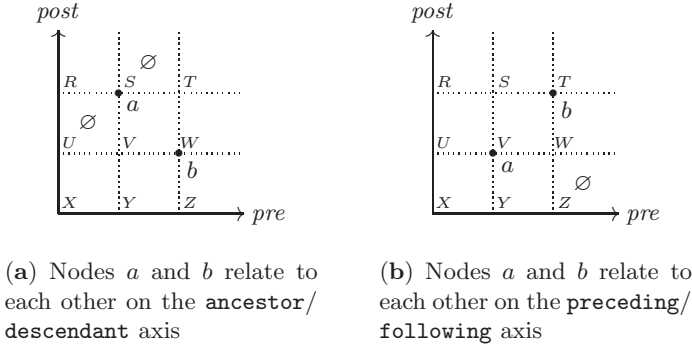 post post
∅
R S T R S T
a b
∅
U V W U V W
b a ∅
X Y Z pre X Y Z pre
(a) Nodes a and b relate to
each other on the ancestor/
descendant axis
(b) Nodes a and b relate to
each other on the preceding/
following axis